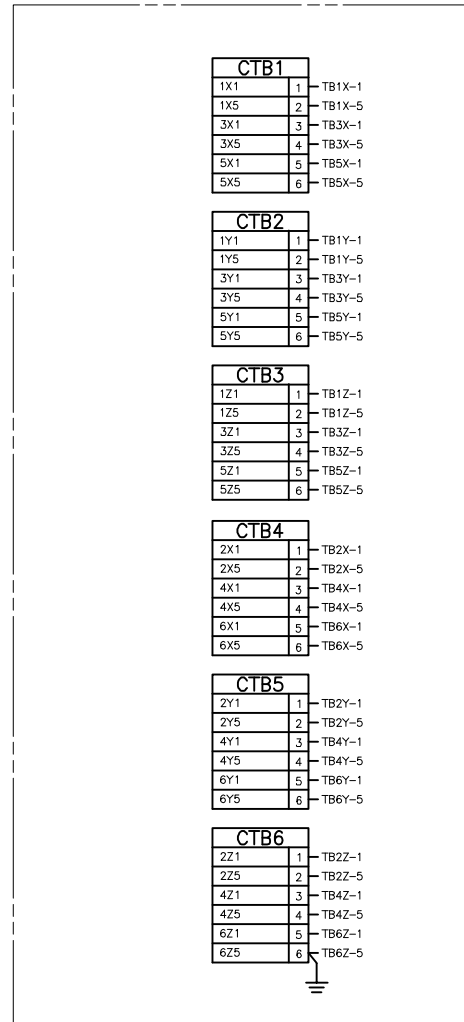 CTB1
1X1 1 TB1X-1
1X5 2 TB1X-5
3X1 3 TB3X-1
3X5 4 TB3X-5
5X1 5 TB5X-1
5X5 6 TB5X-5
CTB2
1Y1 1 TB1Y-1
1Y5 2 TB1Y-5
3Y1 3 TB3Y-1
3Y5 4 TB3Y-5
5Y1 5 TB5Y-1
5Y5 6 TB5Y-5
CTB3
1Z1 1 TB1Z-1
1Z5 2 TB1Z-5
3Z1 3 TB3Z-1
3Z5 4 TB3Z-5
5Z1 5 TB5Z-1
5Z5 6 TB5Z-5
CTB4
2X1 1 TB2X-1
2X5 2 TB2X-5
4X1 3 TB4X-1
4X5 4 TB4X-5
6X1 5 TB6X-1
6X5 6 TB6X-5
CTB5
2Y1 1 TB2Y-1
2Y5 2 TB2Y-5
4Y1 3 TB4Y-1
4Y5 4 TB4Y-5
6Y1 5 TB6Y-1
6Y5 6 TB6Y-5
CTB6
2Z1 1 TB2Z-1
2Z5 2 TB2Z-5
4Z1 3 TB4Z-1
4Z5 4 TB4Z-5
6Z1 5 TB6Z-1
6Z5 6 TB6Z-5